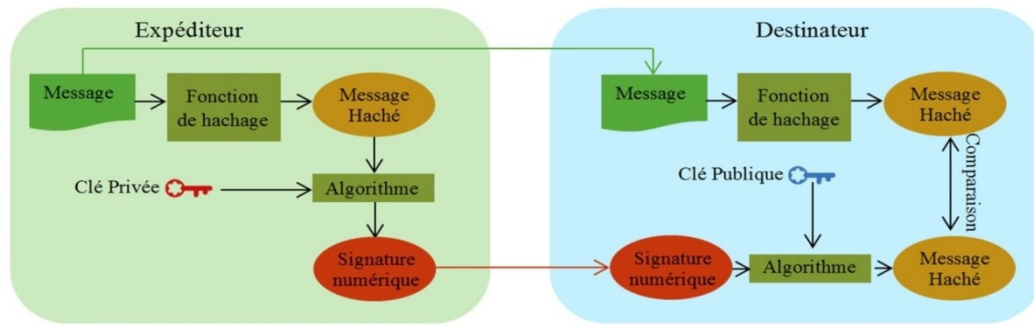 Expéditeur
Message
Fonction
de hachage
Message
Haché
Clé Privée
Algorithme
Signature
numérique
Destinateur
Message
Fonction
de hachage
Message
Haché
Comparaison
Clé Publique
Signature
numérique
Algorithme
Message
Haché